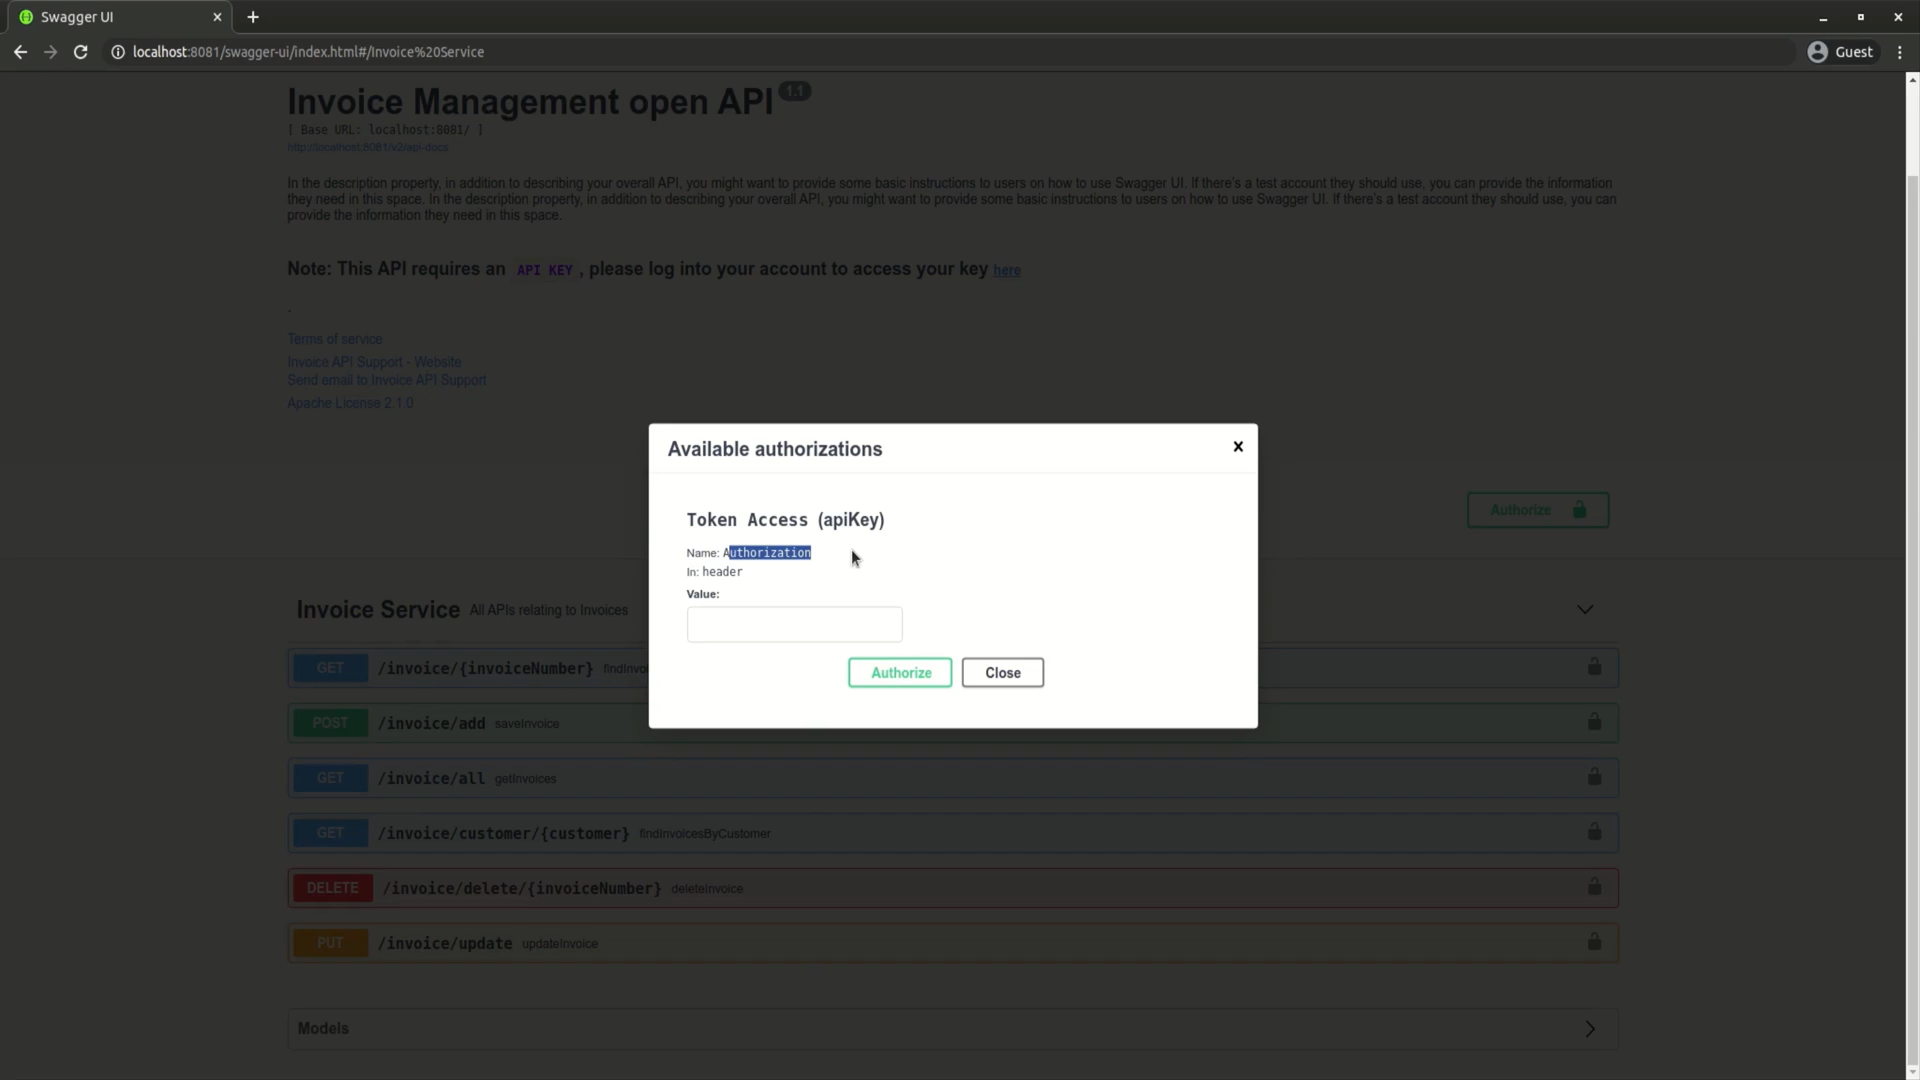 Swagger UI
localhost:8081/swagger-ui/index.html#/Invoice%20Service
Guest
Invoice Management open API 1.1
[ Base URL: localhost:8081/ ]
http://localhost:8081/v2/api-docs
In the description property, in addition to describing your overall API, you might want to provide some basic instructions to users on how to use Swagger UI. If there's a test account they should use, you can provide the information
they need in this space. In the description property, in addition to describing your overall API, you might want to provide some basic instructions to users on how to use Swagger UI. If there's a test account they should use, you can
provide the information they need in this space.
Note: This API requires an API KEY, please log into your account to access your key here
.
Terms of service
Invoice API Support - Website
Send email to Invoice API Support
Apache License 2.1.0
Available authorizations
Token Access (apiKey)
Name: Authorization
In: header
Value:
Authorize Close
Authorize
Invoice Service All APIs relating to Invoices
GET /invoice/{invoiceNumber}
POST /invoice/add saveInvoice
GET /invoice/all getInvoices
GET /invoice/customer/{customer} findInvoicesByCustomer
DELETE /invoice/delete/{invoiceNumber} deleteInvoice
PUT /invoice/update updateInvoice
Models